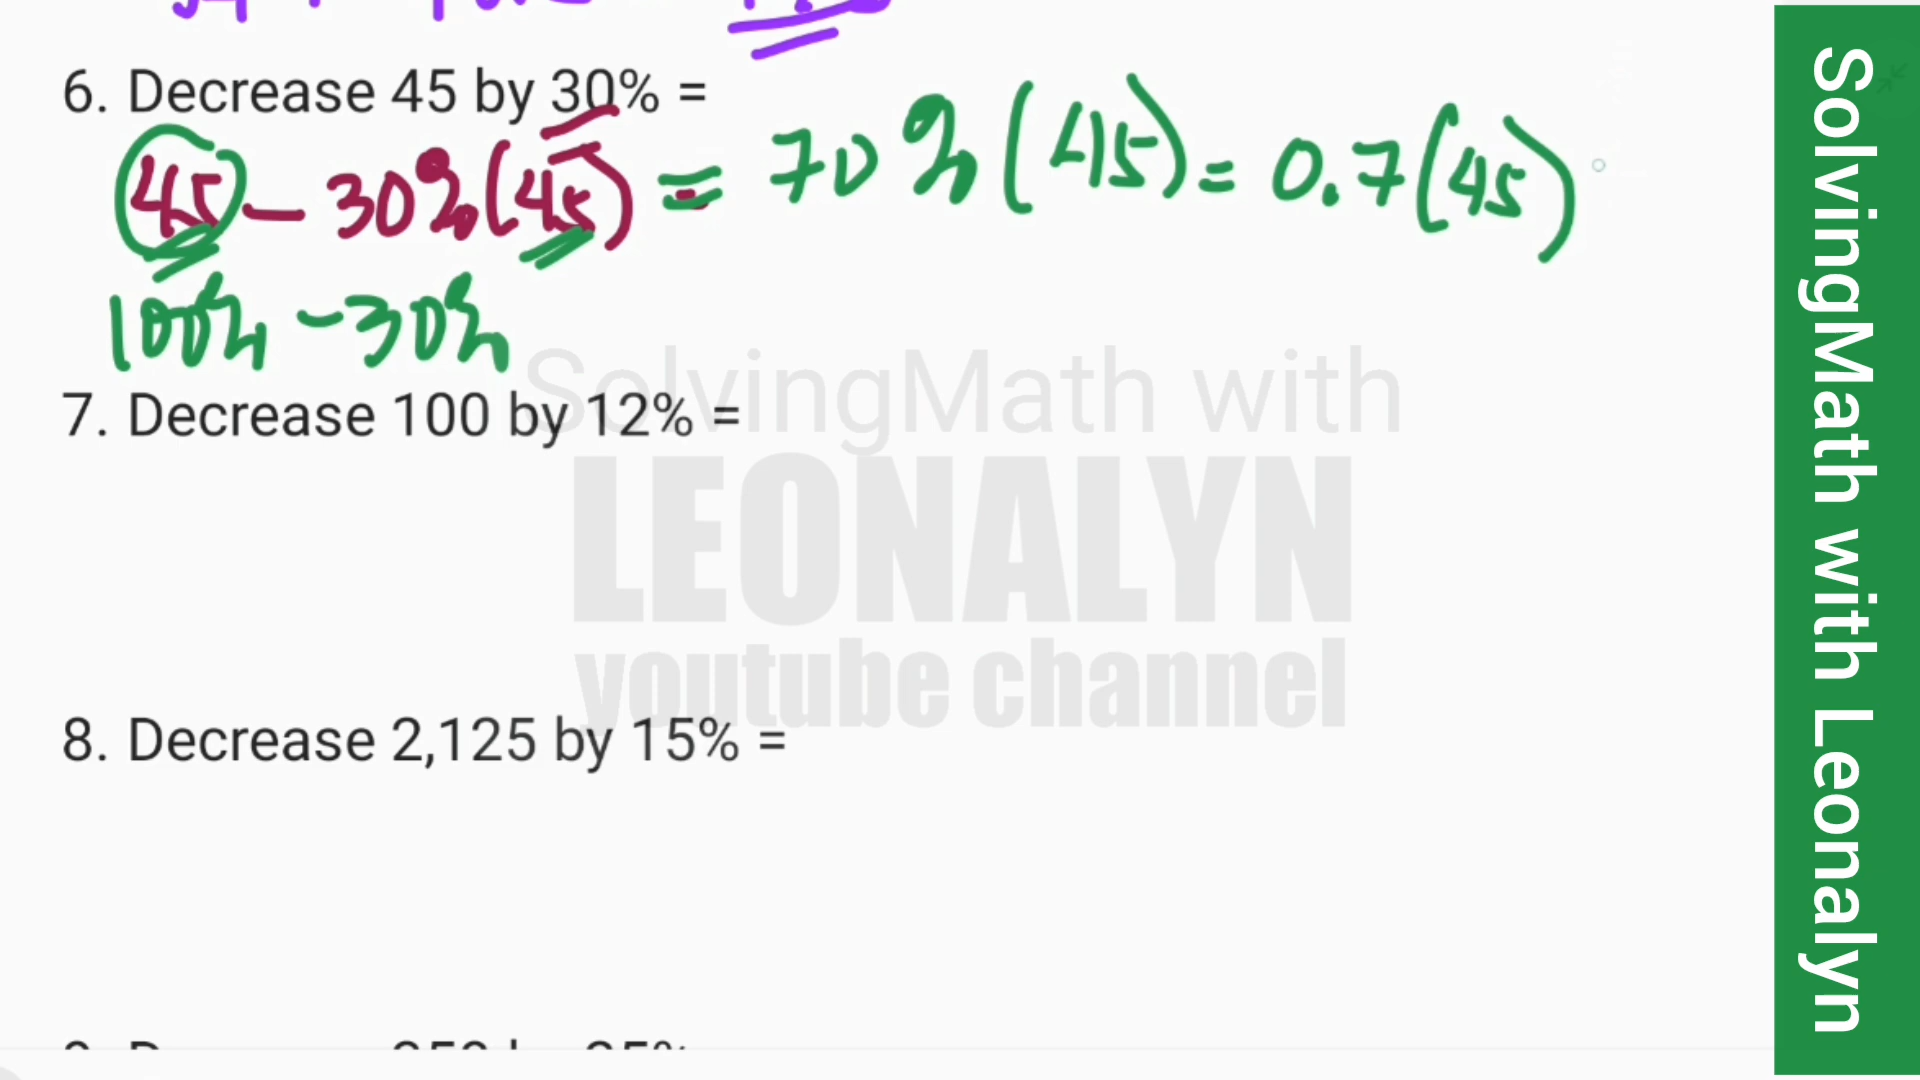 6. Decrease 45 by 30% =
45 - 30% (45) = 70% (45) = 0.7 (45)
100% - 30%
7. Decrease 100 by 12% =
8. Decrease 2,125 by 15% =
SolvingMath with
LEONALYN
youtube channel
SolvingMath with Leonalyn